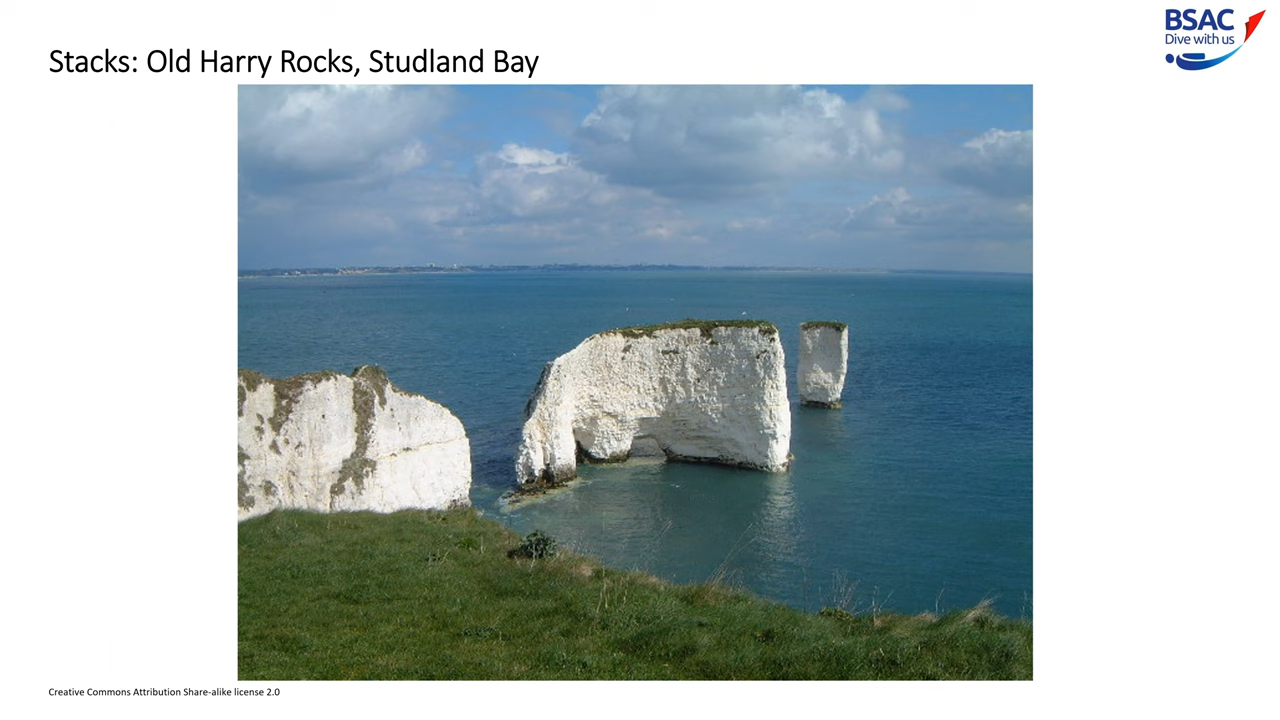 BSAC
Dive with us
Stacks: Old Harry Rocks, Studland Bay
Creative Commons Attribution Share-alike license 2.0